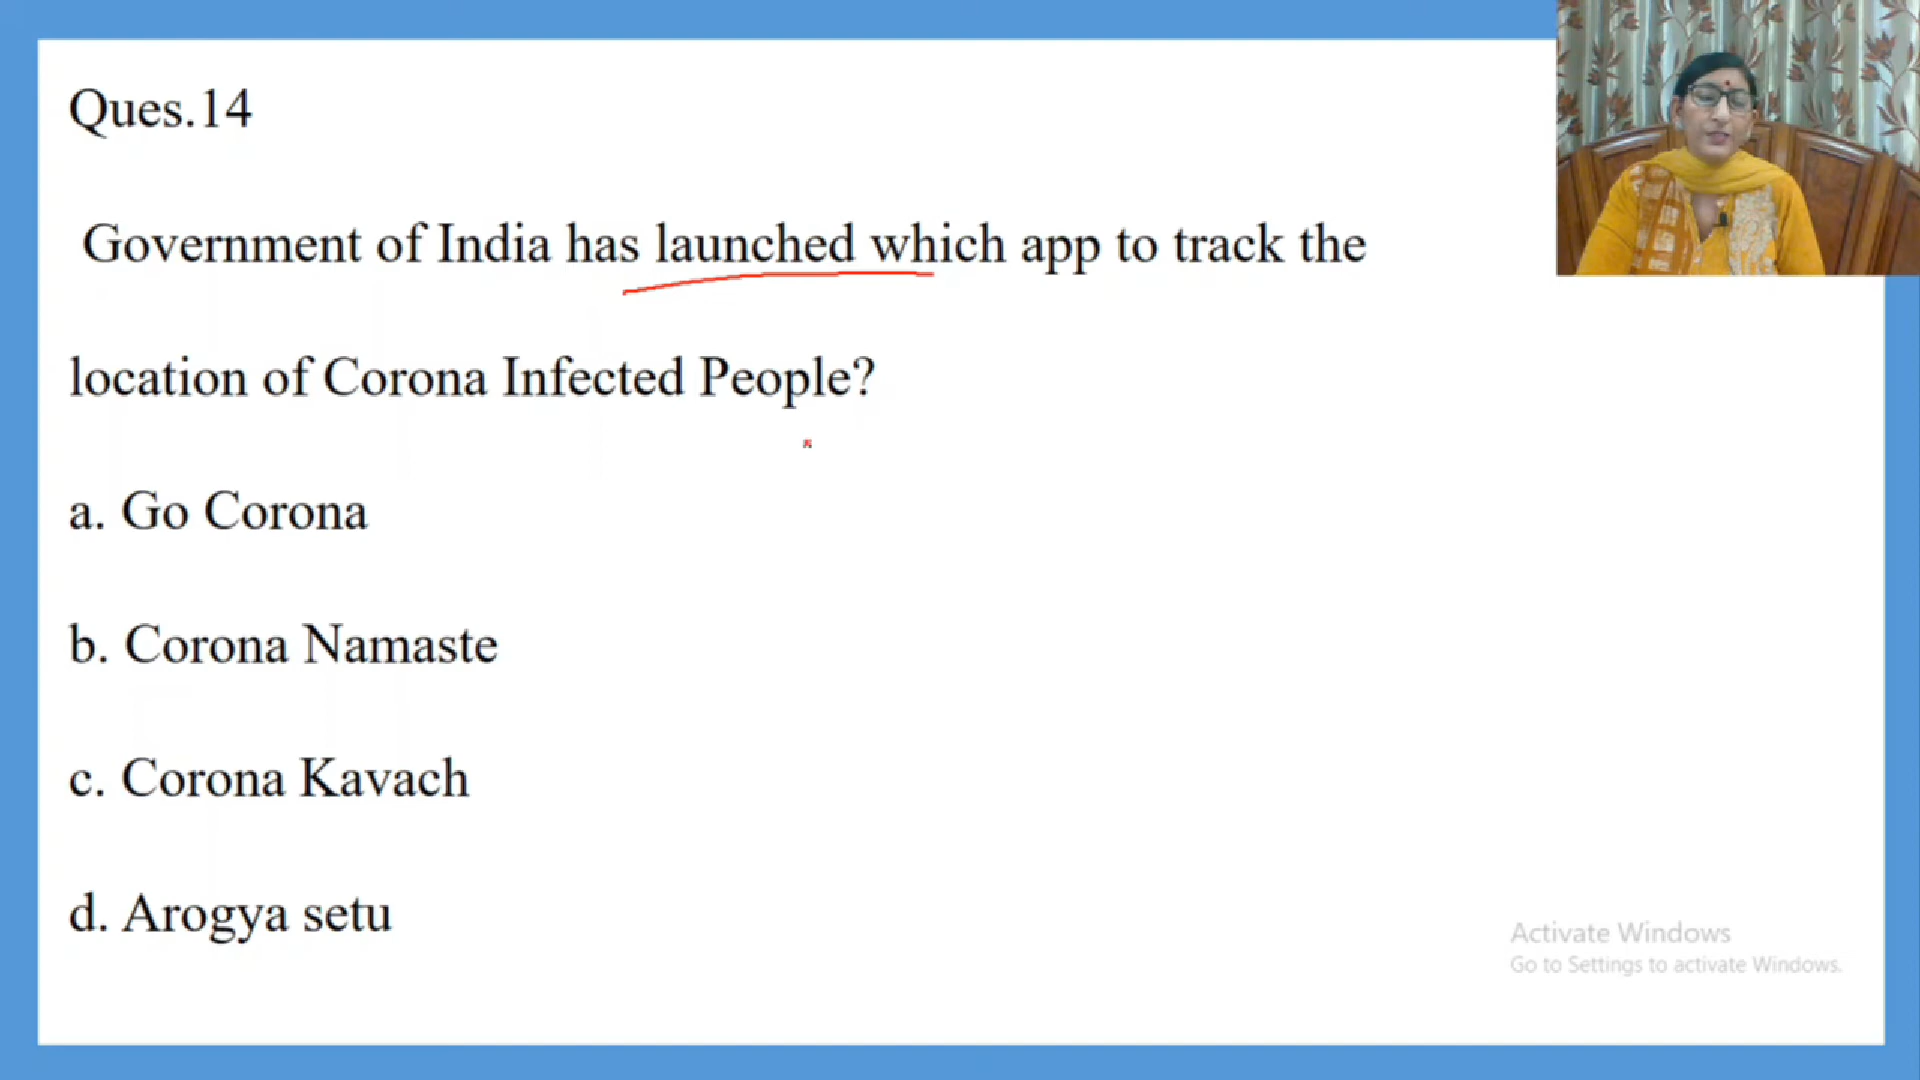 Ques.14
Government of India has launched which app to track the
location of Corona Infected People?
a. Go Corona
b. Corona Namaste
c. Corona Kavach
d. Arogya setu
Activate Windows
Go to Settings to activate Windows.